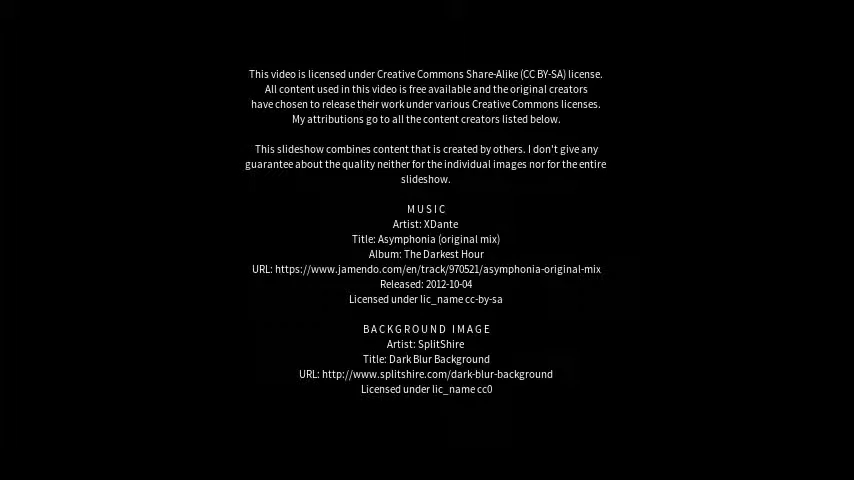 This video is licensed under Creative Commons Share-Alike (CC BY-SA) license.
All content used in this video is free available and the original creators
have chosen to release their work under various Creative Commons licenses.
My attributions go to all the content creators listed below.
This slideshow combines content that is created by others. I don't give any
guarantee about the quality neither for the individual images nor for the entire
slideshow.
MUSIC
Artist: XDante
Title: Asymphonia (original mix)
Album: The Darkest Hour
URL: https://www.jamendo.com/en/track/970521/asymphonia-original-mix
Released: 2012-10-04
Licensed under lic_name cc-by-sa
BACKGROUND IMAGE
Artist: SplitShire
Title: Dark Blur Background
URL: http://www.splitshire.com/dark-blur-background
Licensed under lic_name cc0